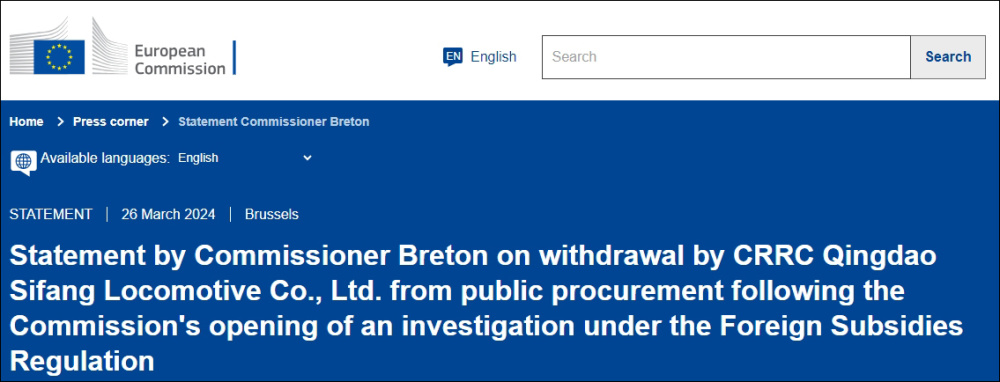 European
Commission
EN English
Search
Search
Home > Press corner > Statement Commissioner Breton
Available languages: English
STATEMENT | 26 March 2024 | Brussels
Statement by Commissioner Breton on withdrawal by CRRC Qingdao
Sifang Locomotive Co., Ltd. from public procurement following the
Commission's opening of an investigation under the Foreign Subsidies
Regulation